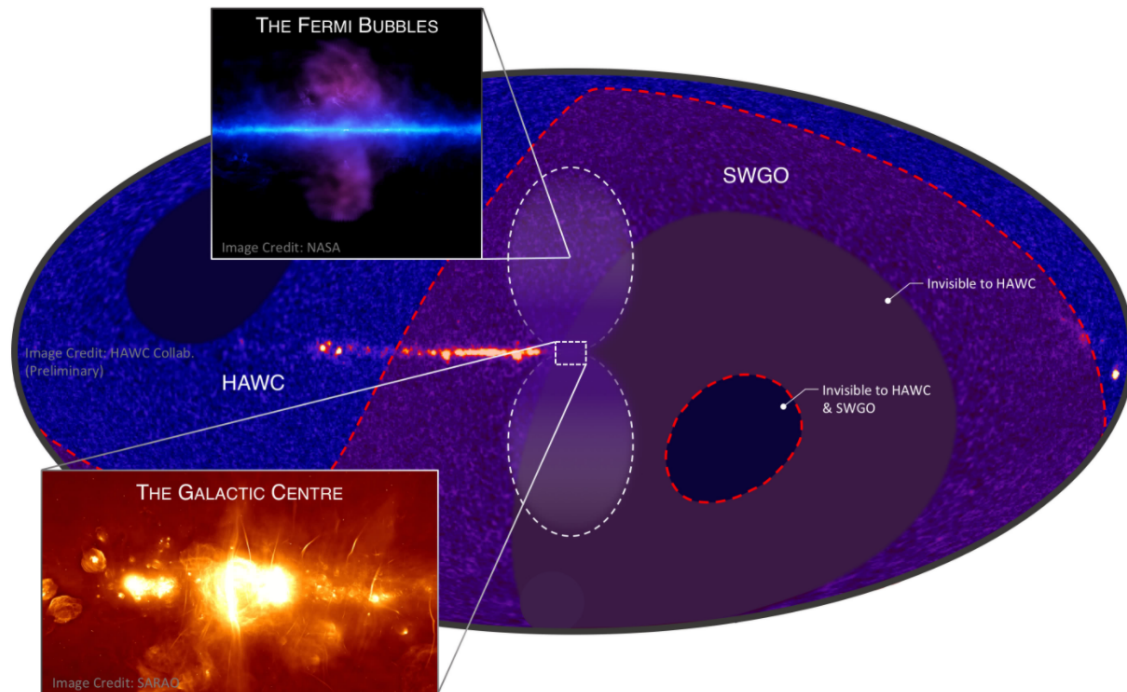 THE FERMI BUBBLES
Image Credit: NASA
SWGO
Invisible to HAWC
Image Credit: HAWC Collab.
(Preliminary)
HAWC
Invisible to HAWC
& SWGO
THE GALACTIC CENTRE
Image Credit: SARAO